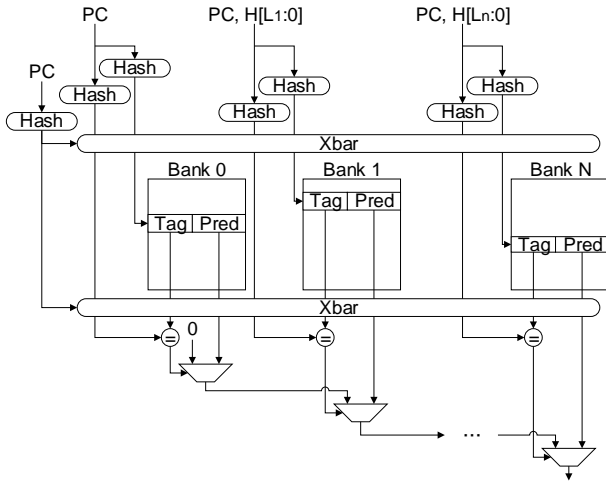 PC
PC, H[L1:0]
PC, H[Ln:0]
PC
Hash
Hash
Hash
Hash
Hash
Hash
Hash
Xbar
Bank 0
Bank 1
Bank N
Tag Pred
Tag Pred
Tag Pred
Xbar
= 0 = =
...